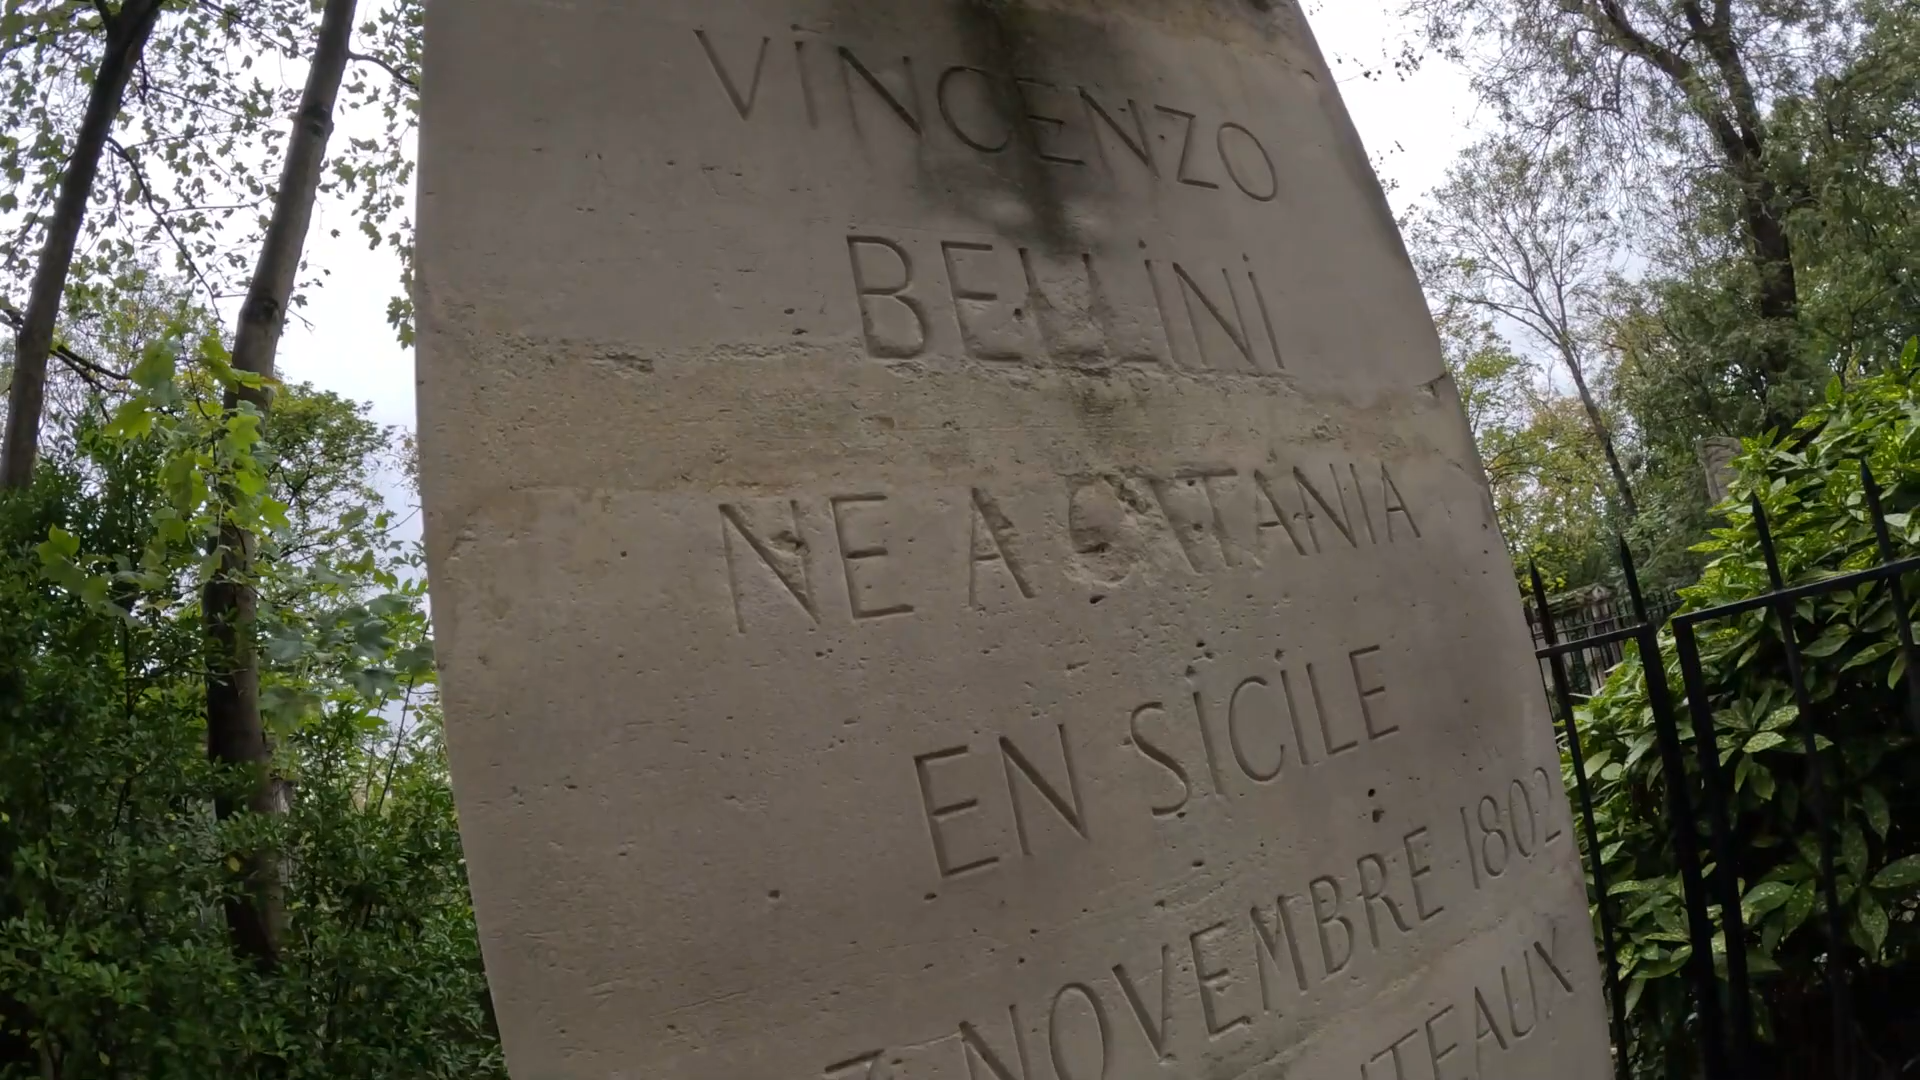 VINCENZO
BELLINI
NE A CATANIA
EN SICILE
NOVEMBRE 1802